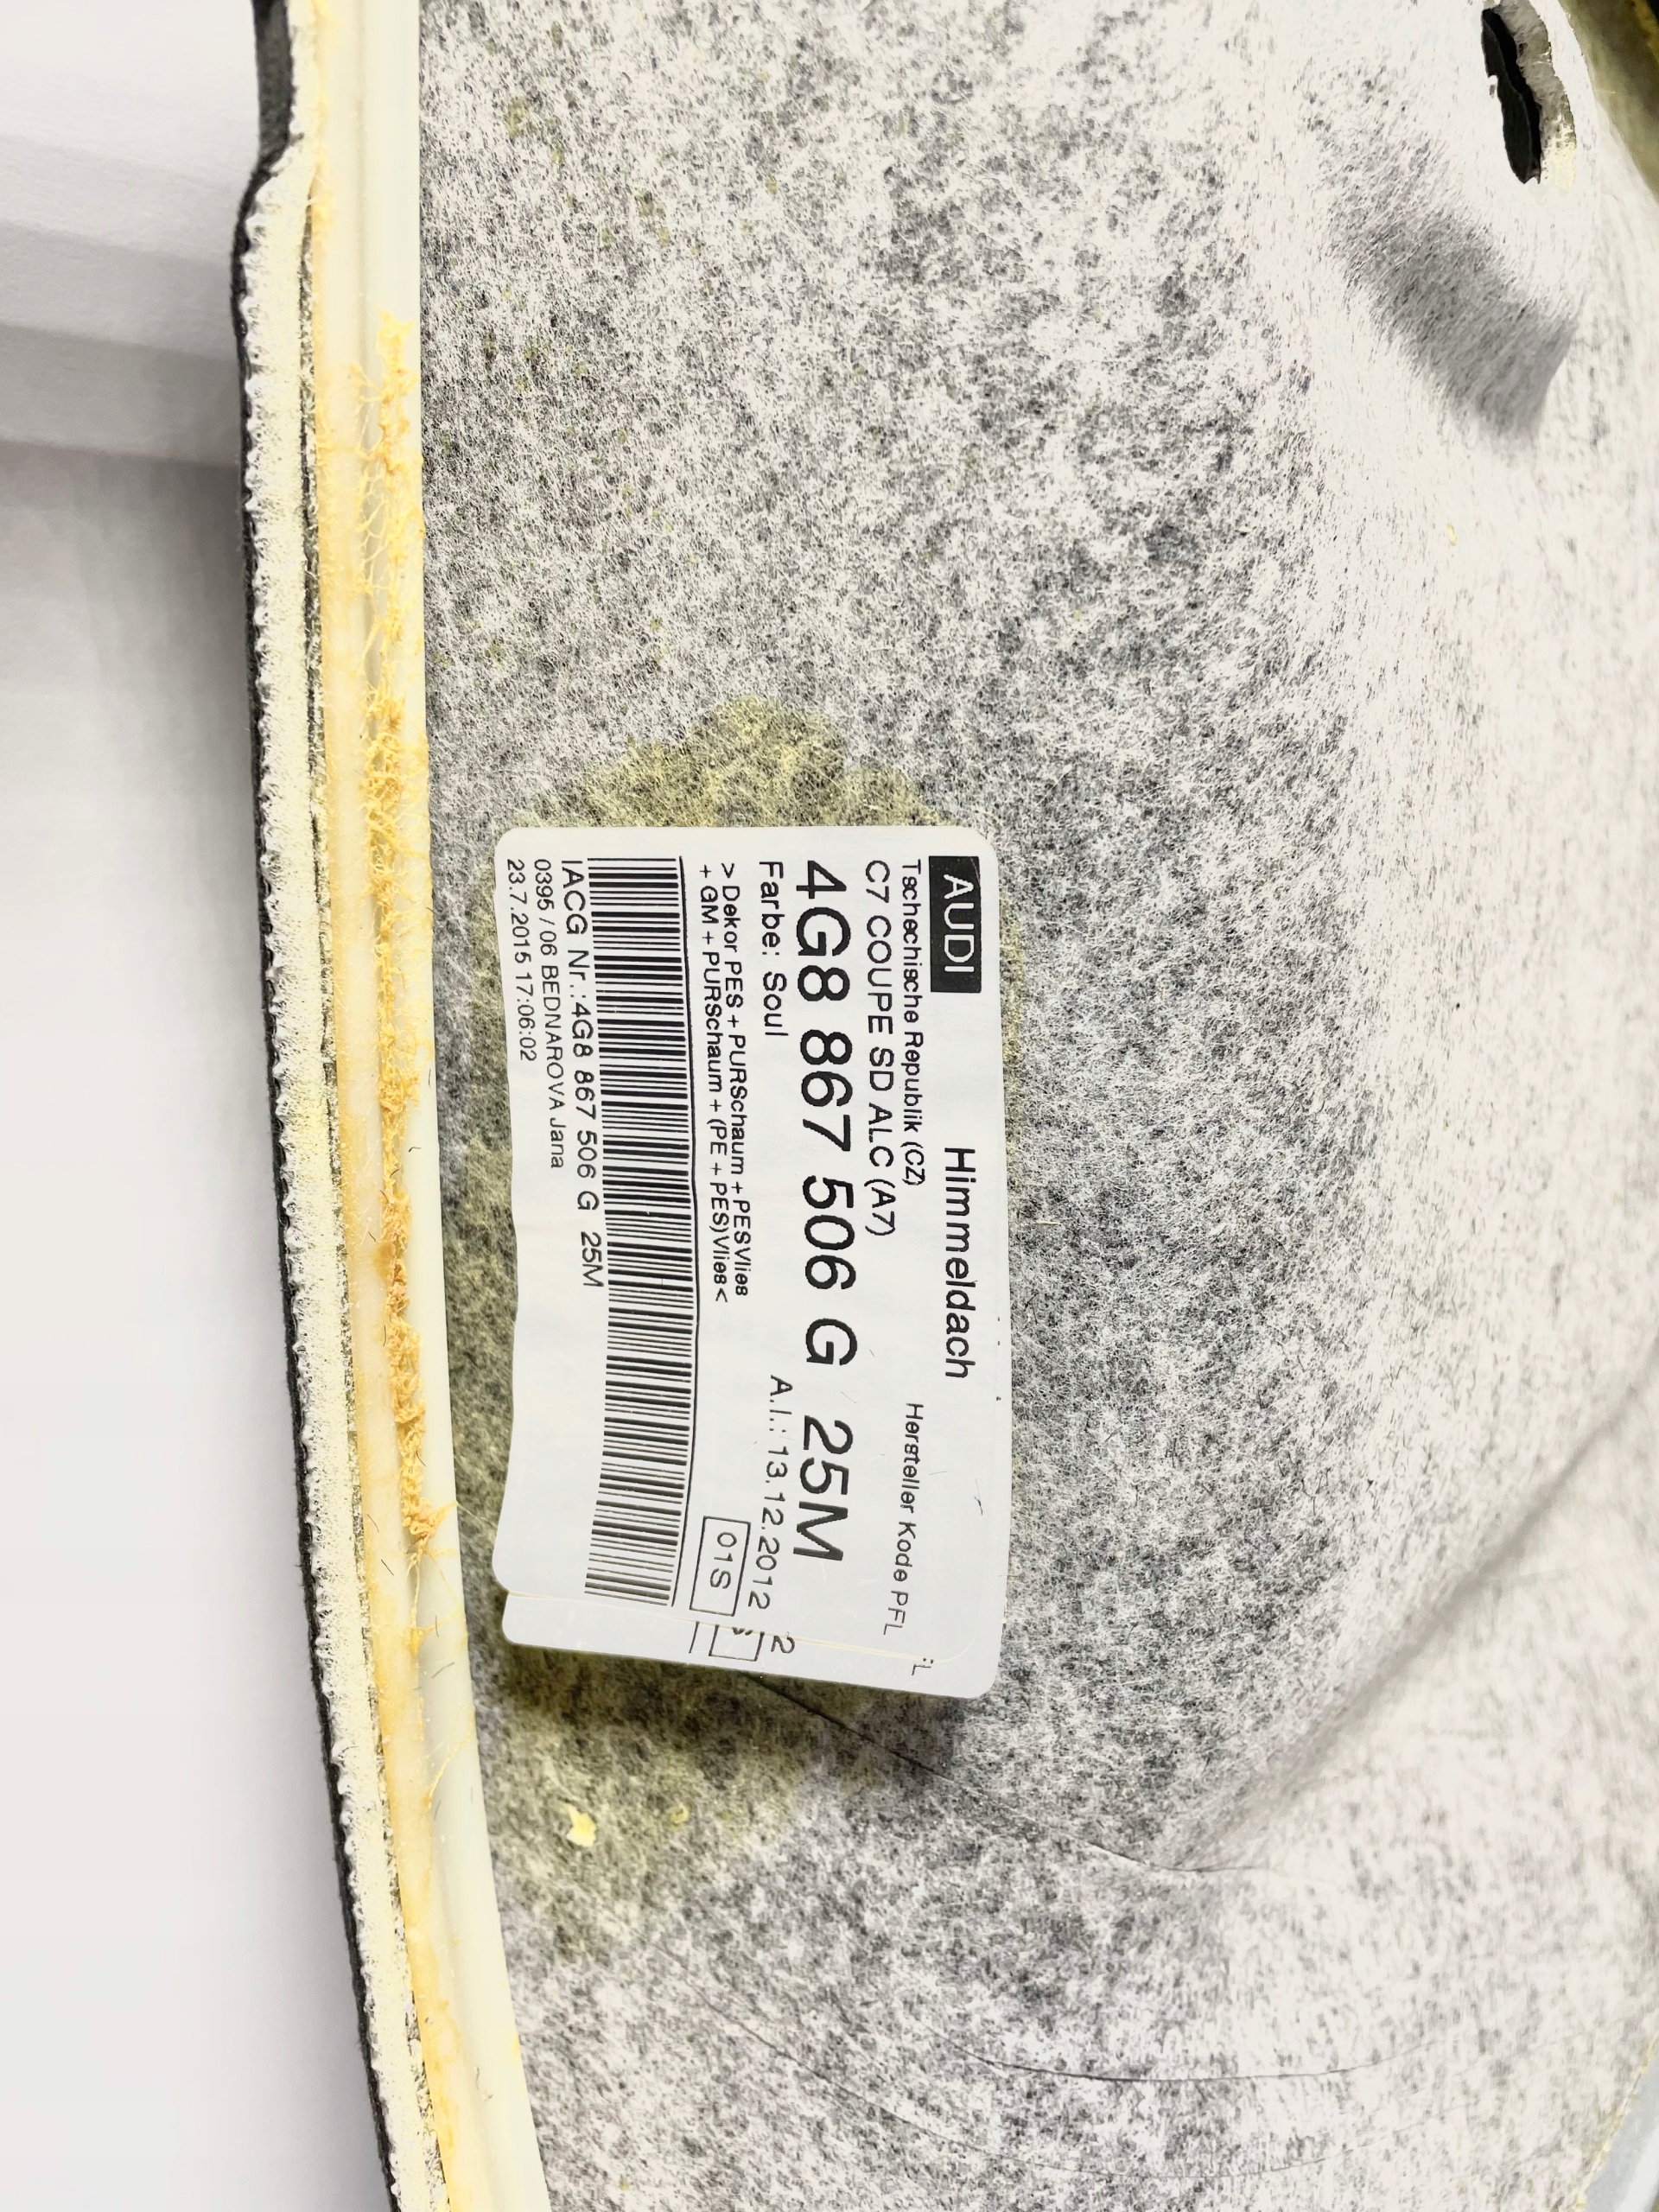 AUDI Himmeldach
Tschechische Republik (CZ) Hersteller Kode PFL
C7 COUPE SD ALC (A7)
4G8 867 506 G 25M
Farbe: Soul A.I.: 13.12.2012
> Dekor PES + PURSchaum + PESVlies
+ GM + PURSchaum + (PE + PES)Vlies <
01S
IACG Nr.:4G8 867 506 G 25M
0395 / 06 BEDNAROVA Jana
23.7.2015 17:06:02